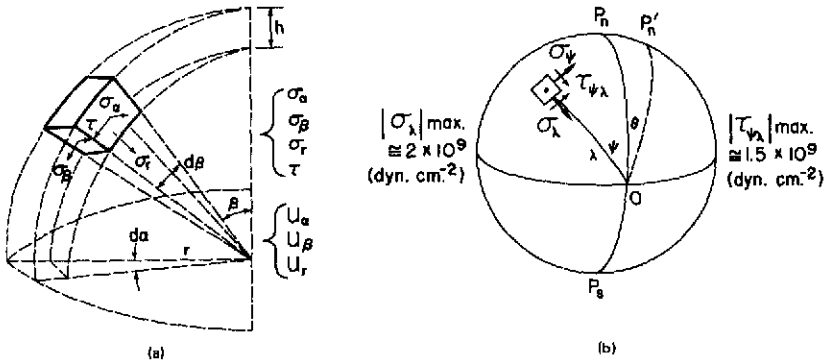 h
σα
τ
σβ
σr
dβ
β
dα
r
σα
σβ
σr
τ
uα
uβ
ur
(a)
|σλ| max.
≅ 2 × 10⁹
(dyn. cm.⁻²)
Pn
Pn′
σψ
τψλ
σλ
θ
λ
ψ
Q
Ps
|τψλ| max.
≅ 1.5 × 10⁹
(dyn. cm.⁻²)
(b)